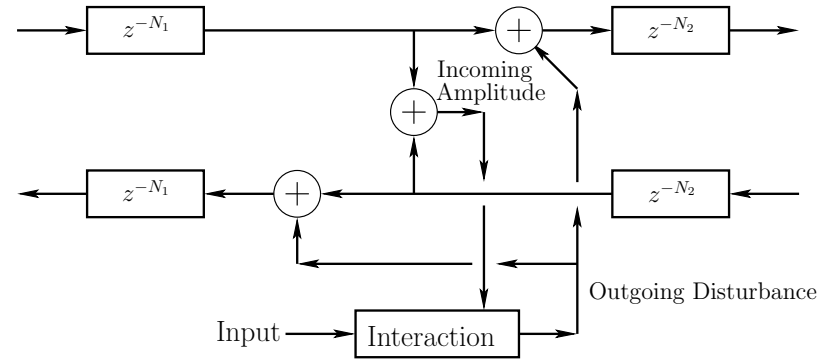 z^{-N_1}
+
z^{-N_2}
Incoming
Amplitude
+
z^{-N_1}
+
z^{-N_2}
Outgoing Disturbance
Input
Interaction